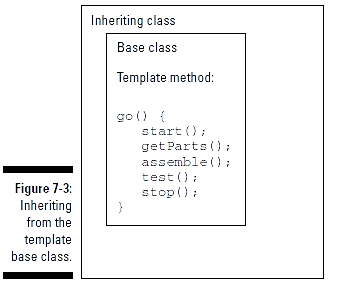 Inheriting class
Base class
Template method:
go() {
start();
getParts();
assemble();
test();
stop();
}
Figure 7-3:
Inheriting
from the
template
base class.